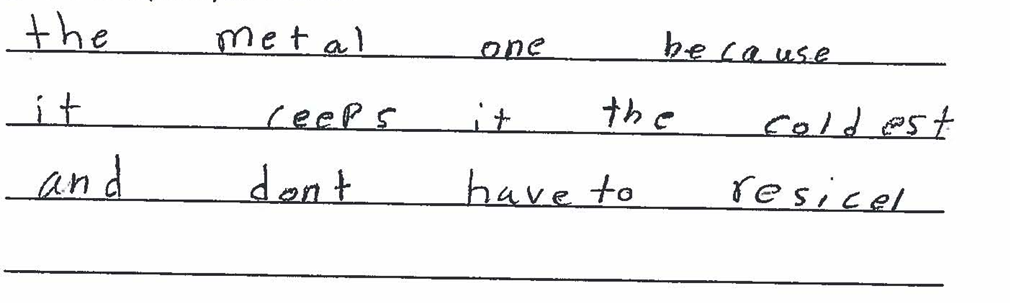 the metal one because
it ceeps it the coldest
and dont have to resicel